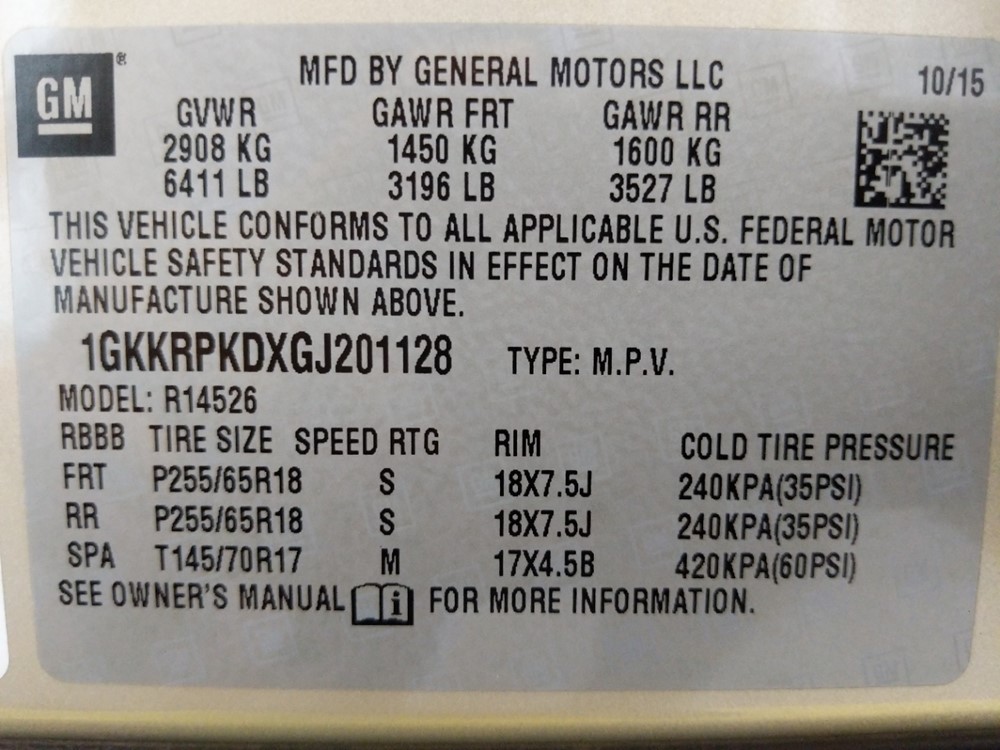 GM ®
MFD BY GENERAL MOTORS LLC 10/15
GVWR GAWR FRT GAWR RR
2908 KG 1450 KG 1600 KG
6411 LB 3196 LB 3527 LB
THIS VEHICLE CONFORMS TO ALL APPLICABLE U.S. FEDERAL MOTOR
VEHICLE SAFETY STANDARDS IN EFFECT ON THE DATE OF
MANUFACTURE SHOWN ABOVE.
1GKKRPKDXGJ201128 TYPE: M.P.V.
MODEL: R14526
RBBB TIRE SIZE SPEED RTG RIM COLD TIRE PRESSURE
FRT P255/65R18 S 18X7.5J 240KPA(35PSI)
RR P255/65R18 S 18X7.5J 240KPA(35PSI)
SPA T145/70R17 M 17X4.5B 420KPA(60PSI)
SEE OWNER'S MANUAL i FOR MORE INFORMATION.